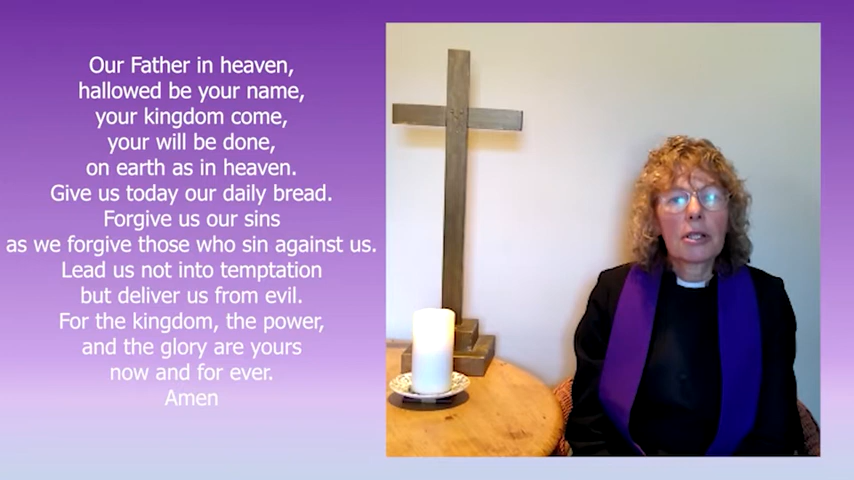 Our Father in heaven,
hallowed be your name,
your kingdom come,
your will be done,
on earth as in heaven.
Give us today our daily bread.
Forgive us our sins
as we forgive those who sin against us.
Lead us not into temptation
but deliver us from evil.
For the kingdom, the power,
and the glory are yours
now and for ever.
Amen